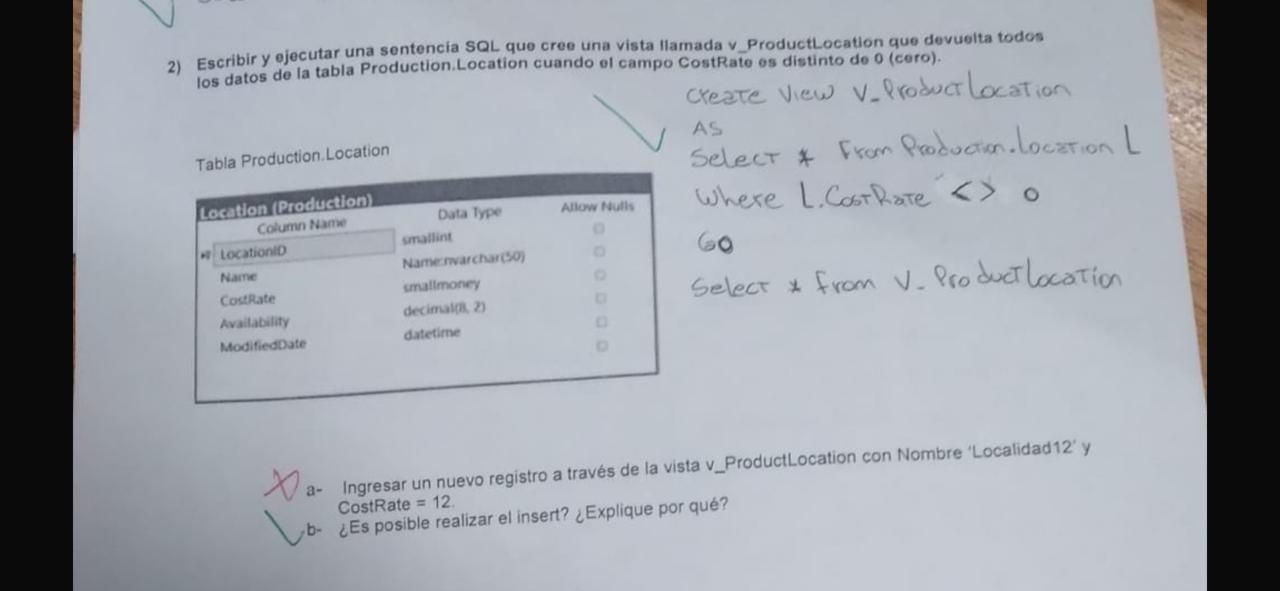 2) Escribir y ejecutar una sentencia SQL que cree una vista llamada v_ProductLocation que devuelta todos
los datos de la tabla Production.Location cuando el campo CostRate es distinto de 0 (cero).
Create View V_ProductLocation
AS
Select * From Production.Location L
Where L.CostRate <> 0
GO
Select * from V_ProductLocation
Tabla Production.Location
Location (Production)
Column Name Data Type Allow Nulls
LocationID smallint
Name Name:nvarchar(50)
CostRate smallmoney
Availability decimal(8, 2)
ModifiedDate datetime
a- Ingresar un nuevo registro a través de la vista v_ProductLocation con Nombre 'Localidad12' y
CostRate = 12.
b- ¿Es posible realizar el insert? ¿Explique por qué?